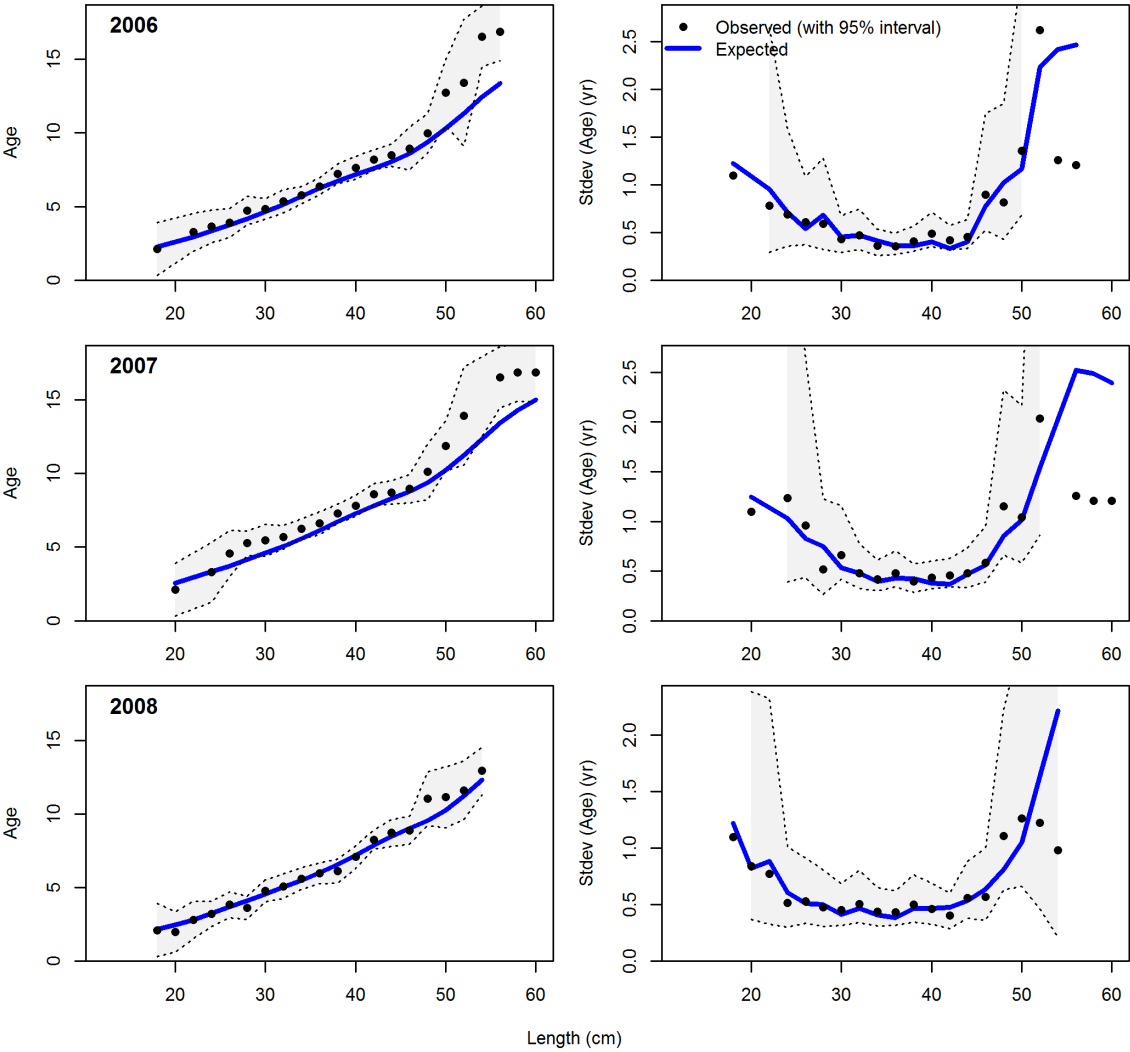 2006
Observed (with 95% interval)
Expected
Age
0 5 10 15
20 30 40 50 60
Stdev (Age) (yr)
0.0 0.5 1.0 1.5 2.0 2.5
20 30 40 50 60
2007
Age
0 5 10 15
20 30 40 50 60
Stdev (Age) (yr)
0.0 0.5 1.0 1.5 2.0 2.5
20 30 40 50 60
2008
Age
0 5 10 15
20 30 40 50 60
Stdev (Age) (yr)
0.0 0.5 1.0 1.5 2.0
20 30 40 50 60
Length (cm)